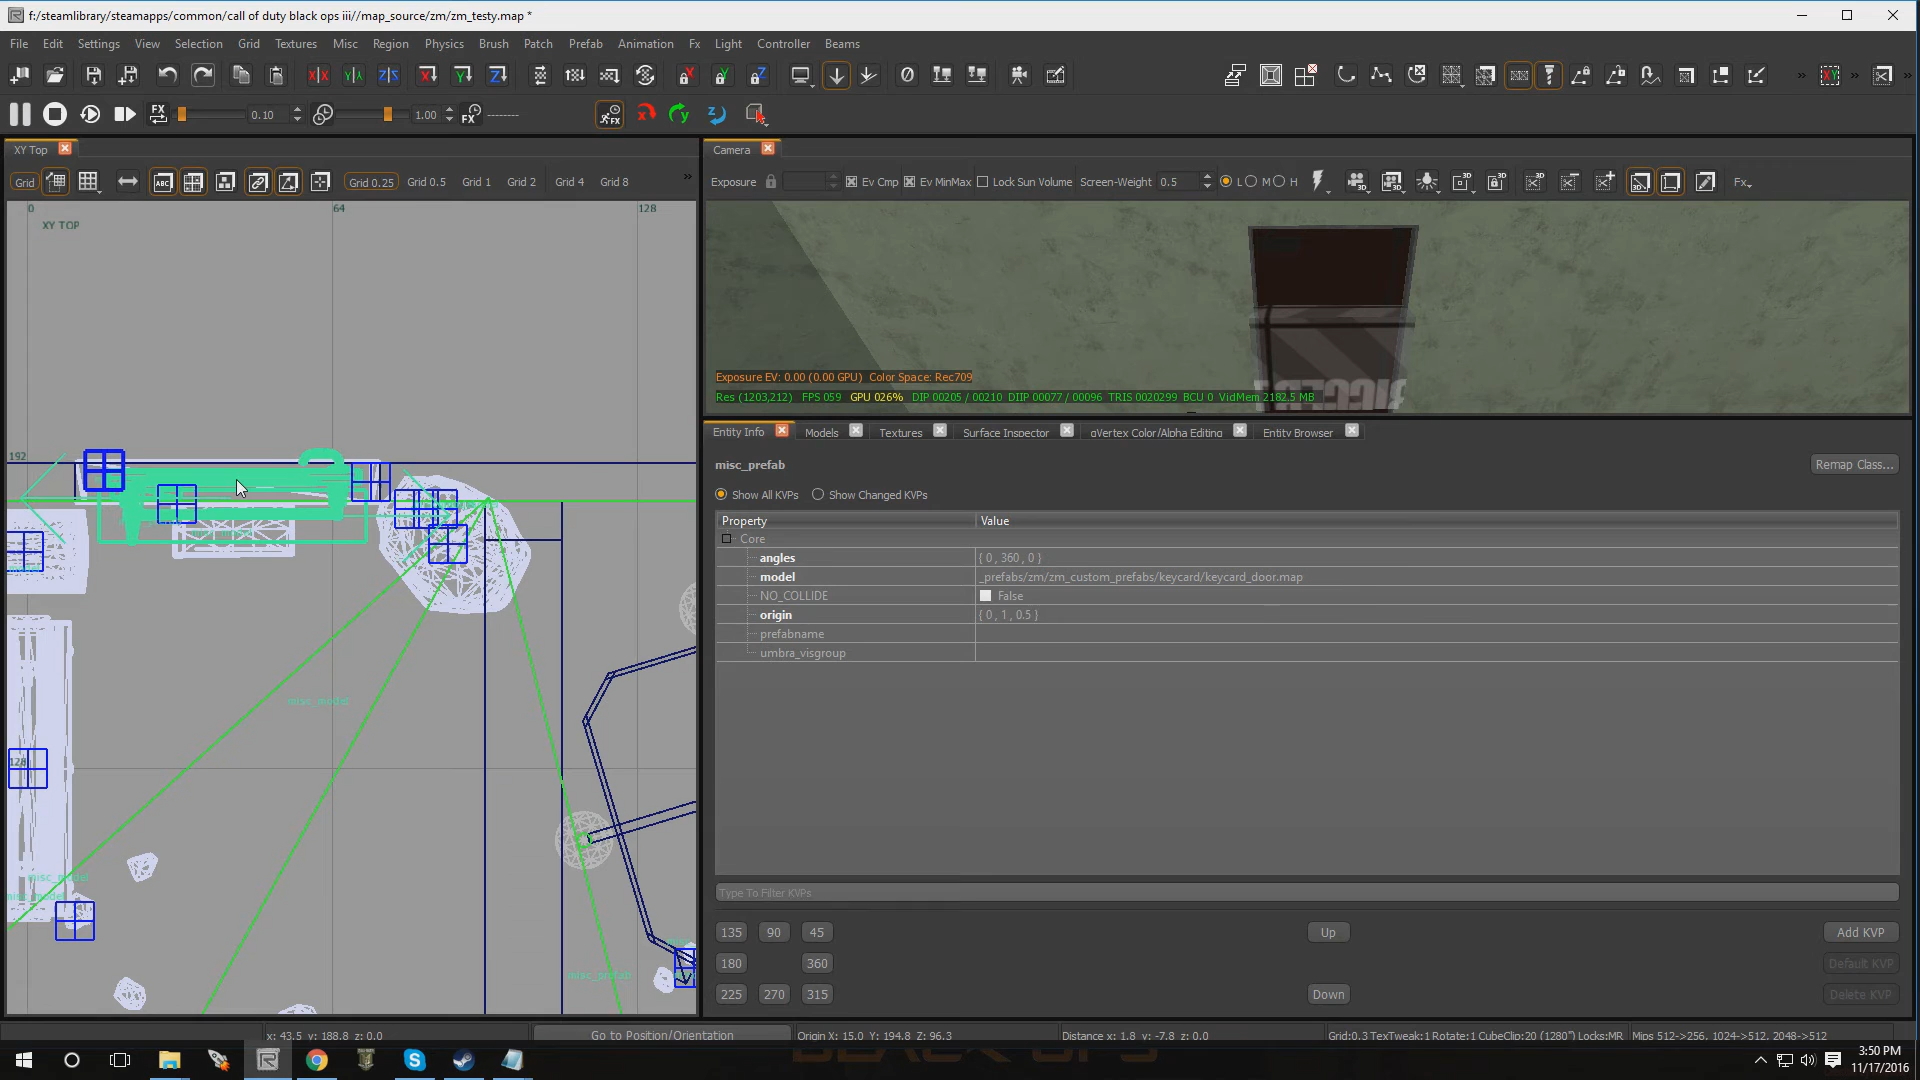 f:/steamlibrary/steamapps/common/call of duty black ops iii//map_source/zm/zm_testy.map *
File Edit Settings View Selection Grid Textures Misc Region Physics Brush Patch Prefab Animation Fx Light Controller Beams
FX 0.10 1.00 FX --------
XY Top
Camera
Grid ABC Grid 0.25 Grid 0.5 Grid 1 Grid 2 Grid 4 Grid 8
Exposure Ev Cmp Ev MinMax Lock Sun Volume Screen-Weight 0.5 L M H Fx
0 64 128
XY TOP
192
128
misc_model
misc_model
misc_prefab
Exposure EV: 0.00 (0.00 GPU) Color Space: Rec709
Res (1203,212) FPS 059 GPU 026% DIP 00205 / 00210 DIIP 00077 / 00096 TRIS 0020299 BCU 0 VidMem 2182.5 MB
Entity Info Models Textures Surface Inspector qVertex Color/Alpha Editing Entity Browser
misc_prefab
Remap Class...
Show All KVPs Show Changed KVPs
Property Value
Core
angles { 0 , 360 , 0 }
model _prefabs/zm/zm_custom_prefabs/keycard/keycard_door.map
NO_COLLIDE False
origin { 0 , 1 , 0.5 }
prefabname
umbra_visgroup
Type To Filter KVPs
135 90 45 Up Add KVP
180 360 Default KVP
225 270 315 Down Delete KVP
x: 43.5 y: 188.8 z: 0.0 Go to Position/Orientation Origin X: 15.0 Y: 194.8 Z: 96.3 Distance x: 1.8 y: -7.8 z: 0.0 Grid:0.3 TexTweak:1 Rotate:1 CubeClip:20 (1280") Locks:MR Mips 512->256, 1024->512, 2048->512
3:50 PM
11/17/2016